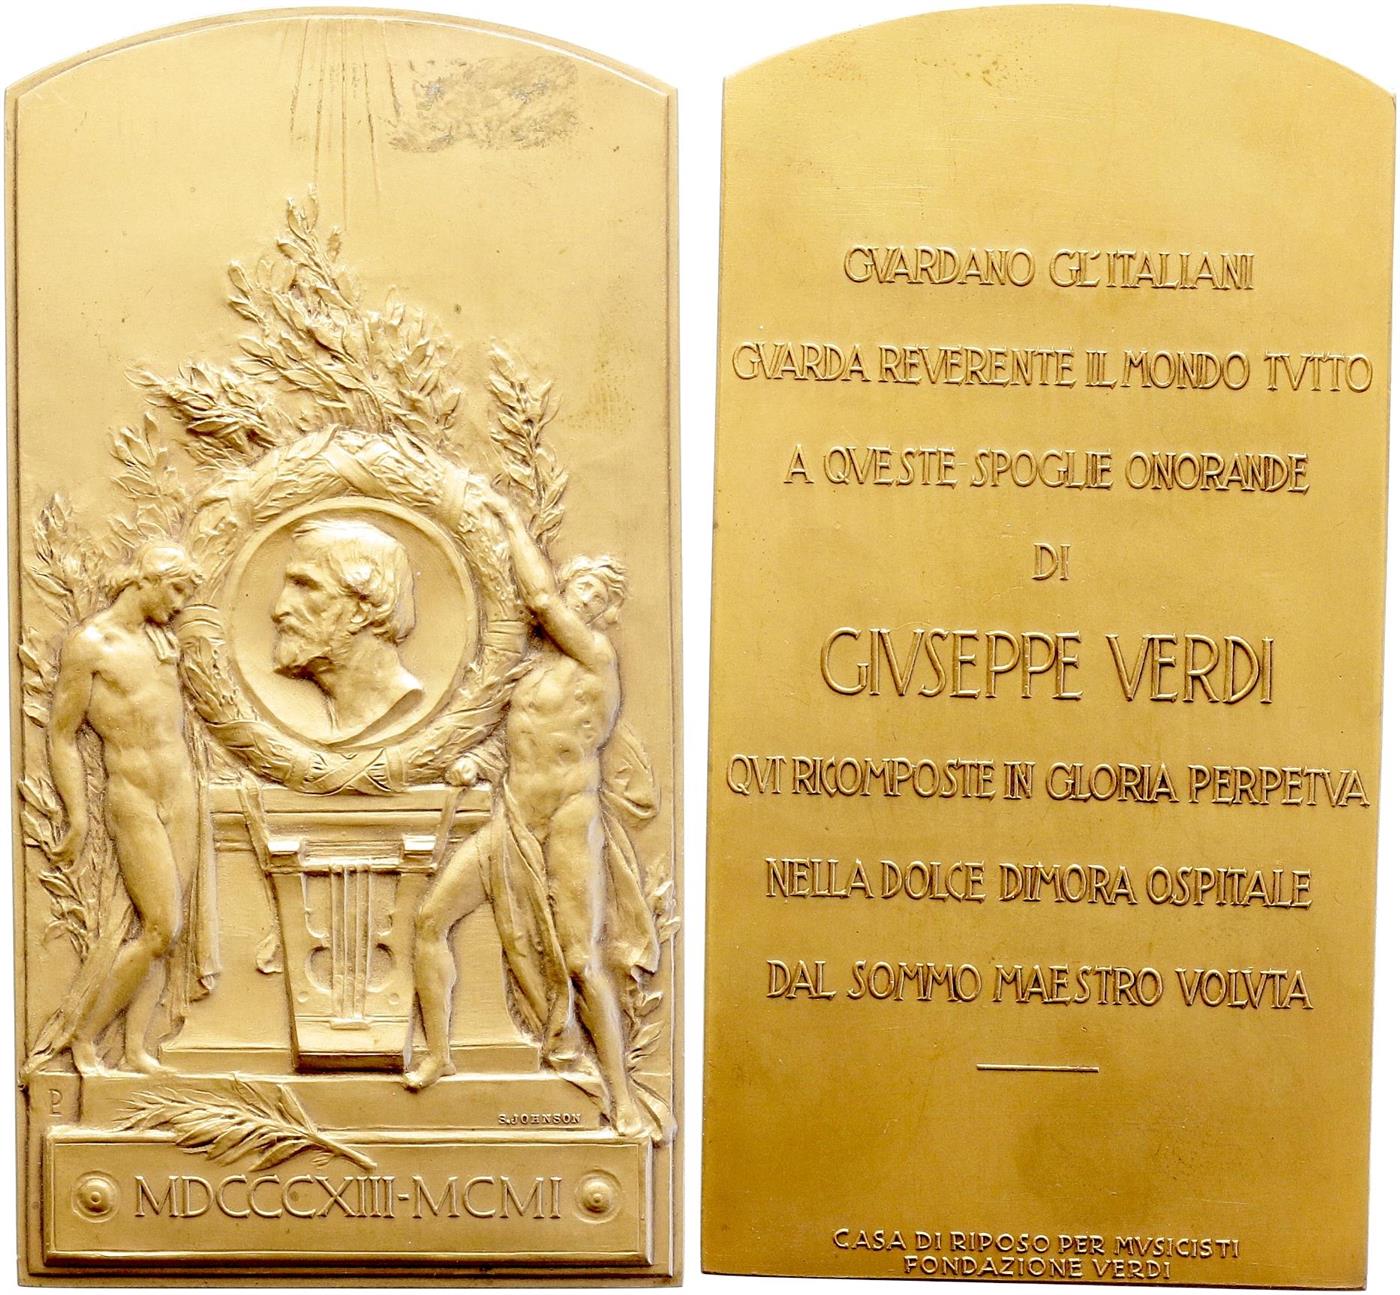 S. JOHNSON
MDCCCXIII-MCMI
GVARDANO GL'ITALIANI
GVARDA REVERENTE IL MONDO TVTTO
A QVESTE SPOGLIE ONORANDE
DI
GIVSEPPE VERDI
QVI RICOMPOSTE IN GLORIA PERPETVA
NELLA DOLCE DIMORA OSPITALE
DAL SOMMO MAESTRO VOLVTA
CASA DI RIPOSO PER MVSICISTI
FONDAZIONE VERDI